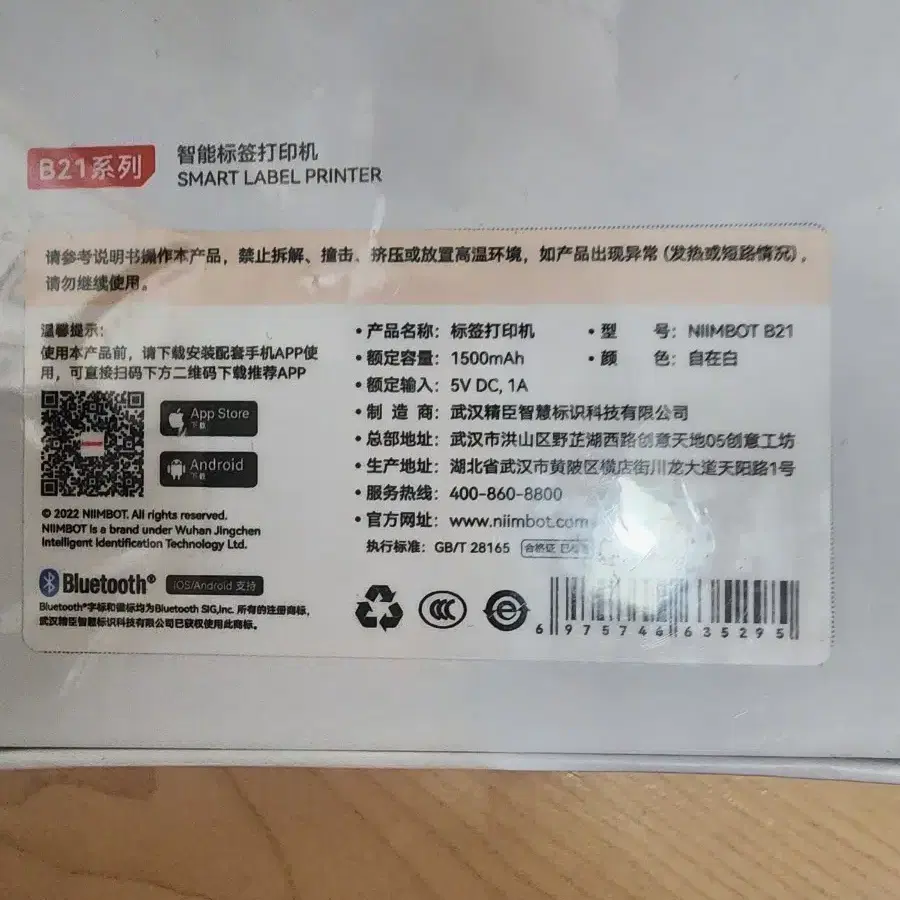 B21系列
智能标签打印机
SMART LABEL PRINTER
请参考说明书操作本产品，禁止拆解、撞击、挤压或放置高温环境，如产品出现异常（发热或短路情况），
请勿继续使用。
温馨提示：
使用本产品前，请下载安装配套手机APP使
用，可直接扫码下方二维码下载推荐APP
App Store
下载
Android
下载
© 2022 NIIMBOT. All rights reserved.
NIIMBOT is a brand under Wuhan Jingchen
Intelligent Identification Technology Ltd.
Bluetooth®
iOS/Android 支持
Bluetooth®字标和徽标均为Bluetooth SIG,Inc. 所有的注册商标，
武汉精臣智慧标识科技有限公司已获权使用此商标。
• 产品名称：标签打印机
• 型 号：NIIMBOT B21
• 额定容量：1500mAh
• 颜 色：自在白
• 额定输入：5V DC, 1A
• 制 造 商：武汉精臣智慧标识科技有限公司
• 总部地址：武汉市洪山区野芷湖西路创意天地05创意工坊
• 生产地址：湖北省武汉市黄陂区横店街川龙大道天阳路1号
• 服务热线：400-860-8800
• 官方网址：www.niimbot.com
执行标准：GB/T 28165
合格证
6 975746 635295